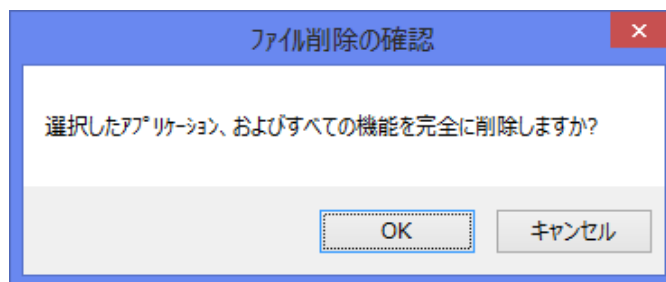 ﾌｧｲﾙ削除の確認
選択したｱﾌﾟﾘｹｰｼｮﾝ、およびすべての機能を完全に削除しますか?
OK
キャンセル